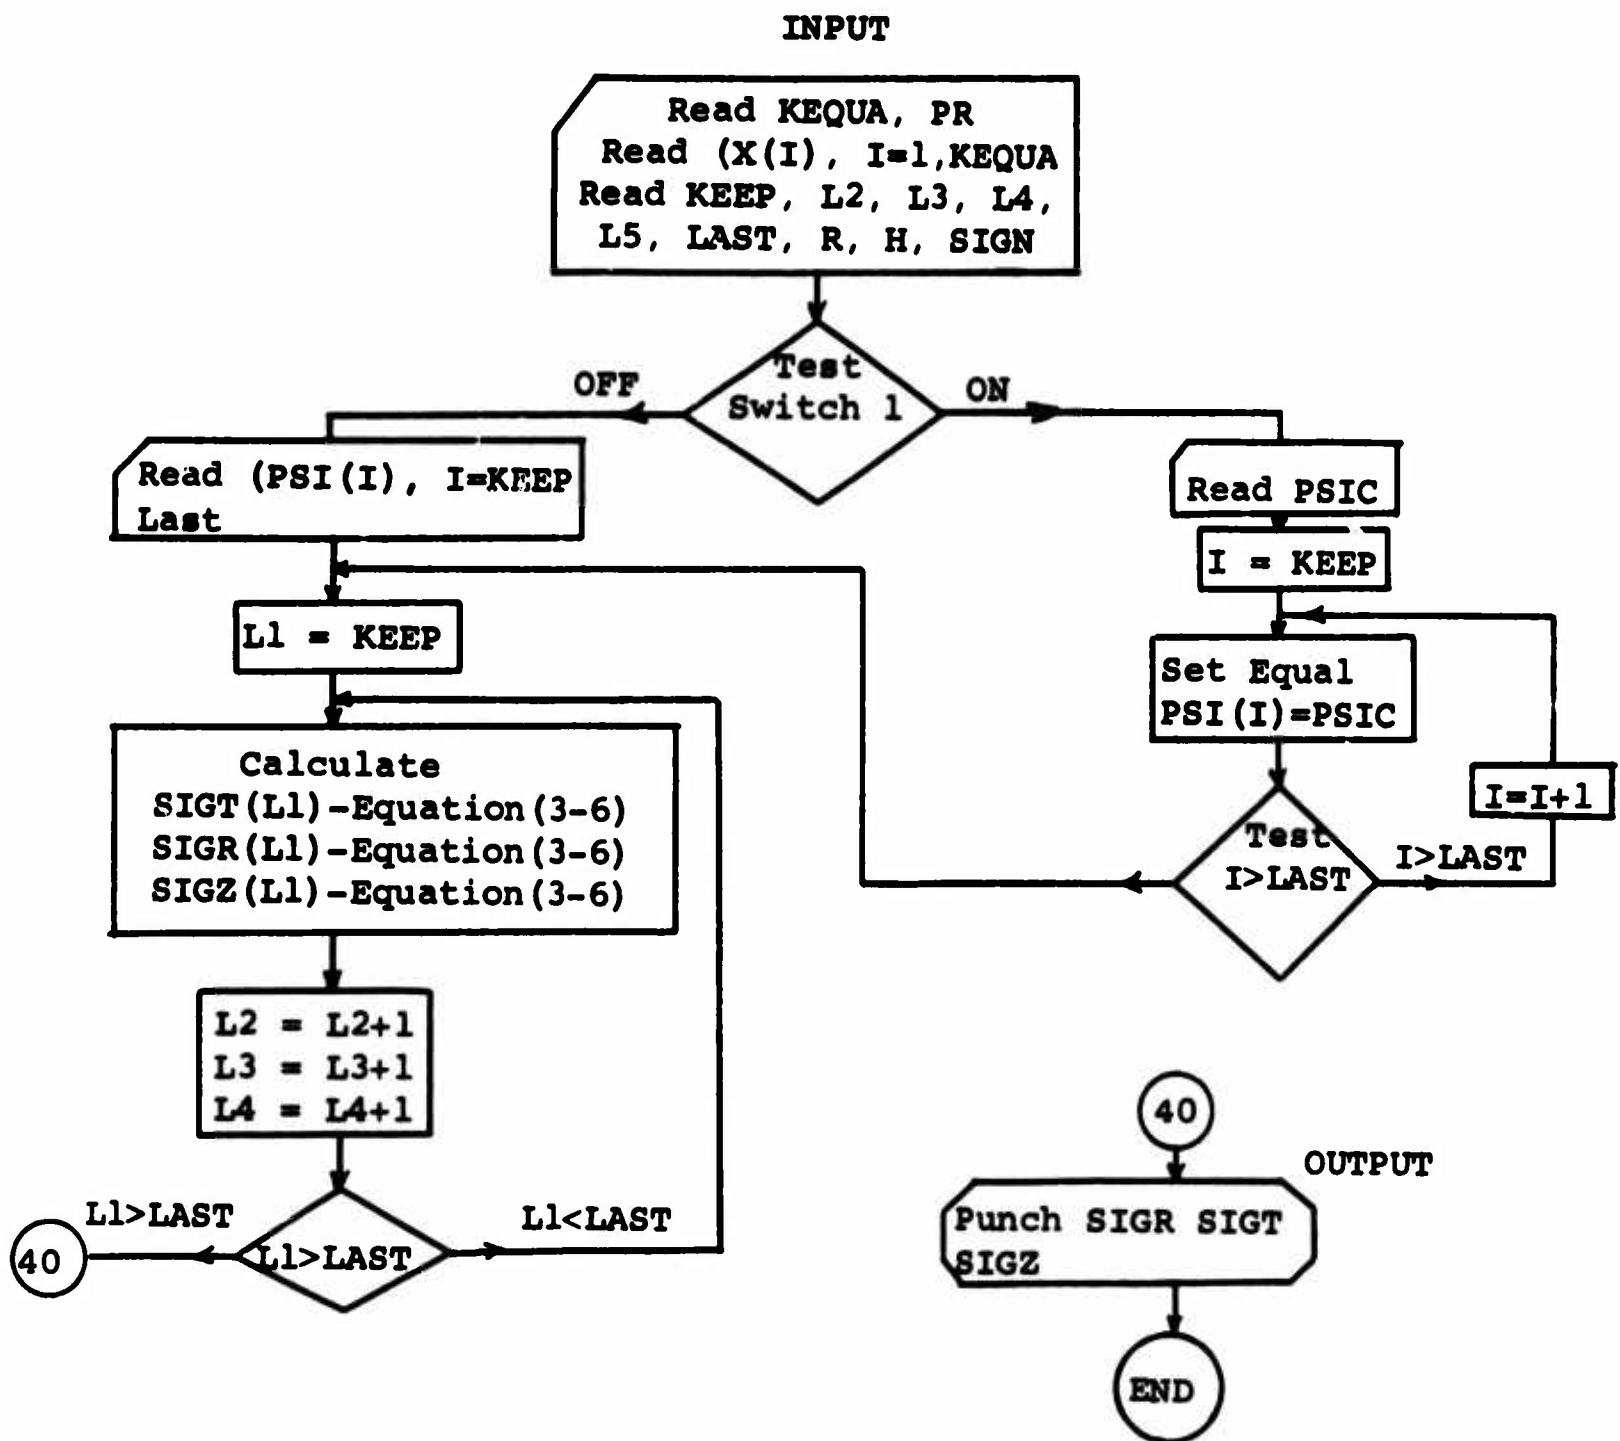 INPUT
Read KEQUA, PR
Read (X(I), I=1,KEQUA
Read KEEP, L2, L3, L4,
L5, LAST, R, H, SIGN
Test
Switch 1
OFF
ON
Read (PSI(I), I=KEEP
Last
Read PSIC
I = KEEP
L1 = KEEP
Set Equal
PSI(I)=PSIC
I=I+1
Calculate
SIGT(L1)-Equation(3-6)
SIGR(L1)-Equation(3-6)
SIGZ(L1)-Equation(3-6)
Test
I>LAST
I>LAST
L2 = L2+1
L3 = L3+1
L4 = L4+1
L1>LAST
L1>LAST
L1<LAST
40
40
OUTPUT
Punch SIGR SIGT
SIGZ
END